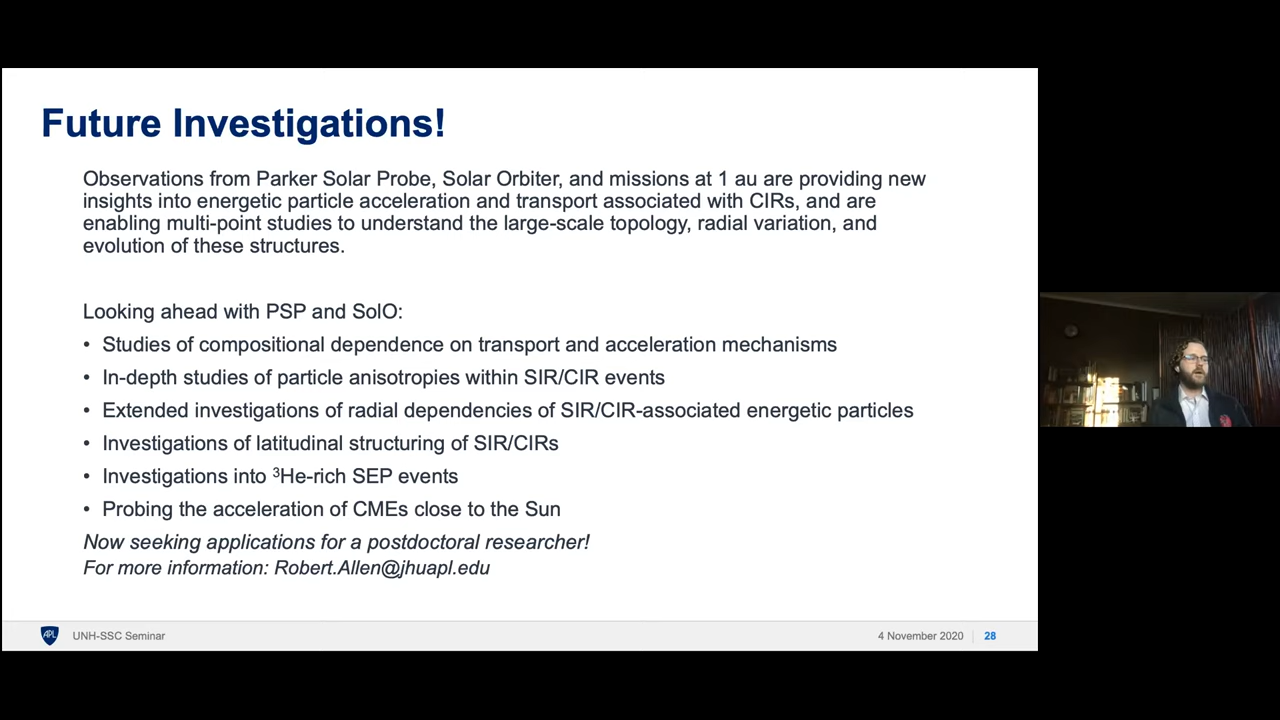 Future Investigations!
Observations from Parker Solar Probe, Solar Orbiter, and missions at 1 au are providing new
insights into energetic particle acceleration and transport associated with CIRs, and are
enabling multi-point studies to understand the large-scale topology, radial variation, and
evolution of these structures.
Looking ahead with PSP and SolO:
• Studies of compositional dependence on transport and acceleration mechanisms
• In-depth studies of particle anisotropies within SIR/CIR events
• Extended investigations of radial dependencies of SIR/CIR-associated energetic particles
• Investigations of latitudinal structuring of SIR/CIRs
• Investigations into ³He-rich SEP events
• Probing the acceleration of CMEs close to the Sun
Now seeking applications for a postdoctoral researcher!
For more information: Robert.Allen@jhuapl.edu
APL UNH-SSC Seminar 4 November 2020 28